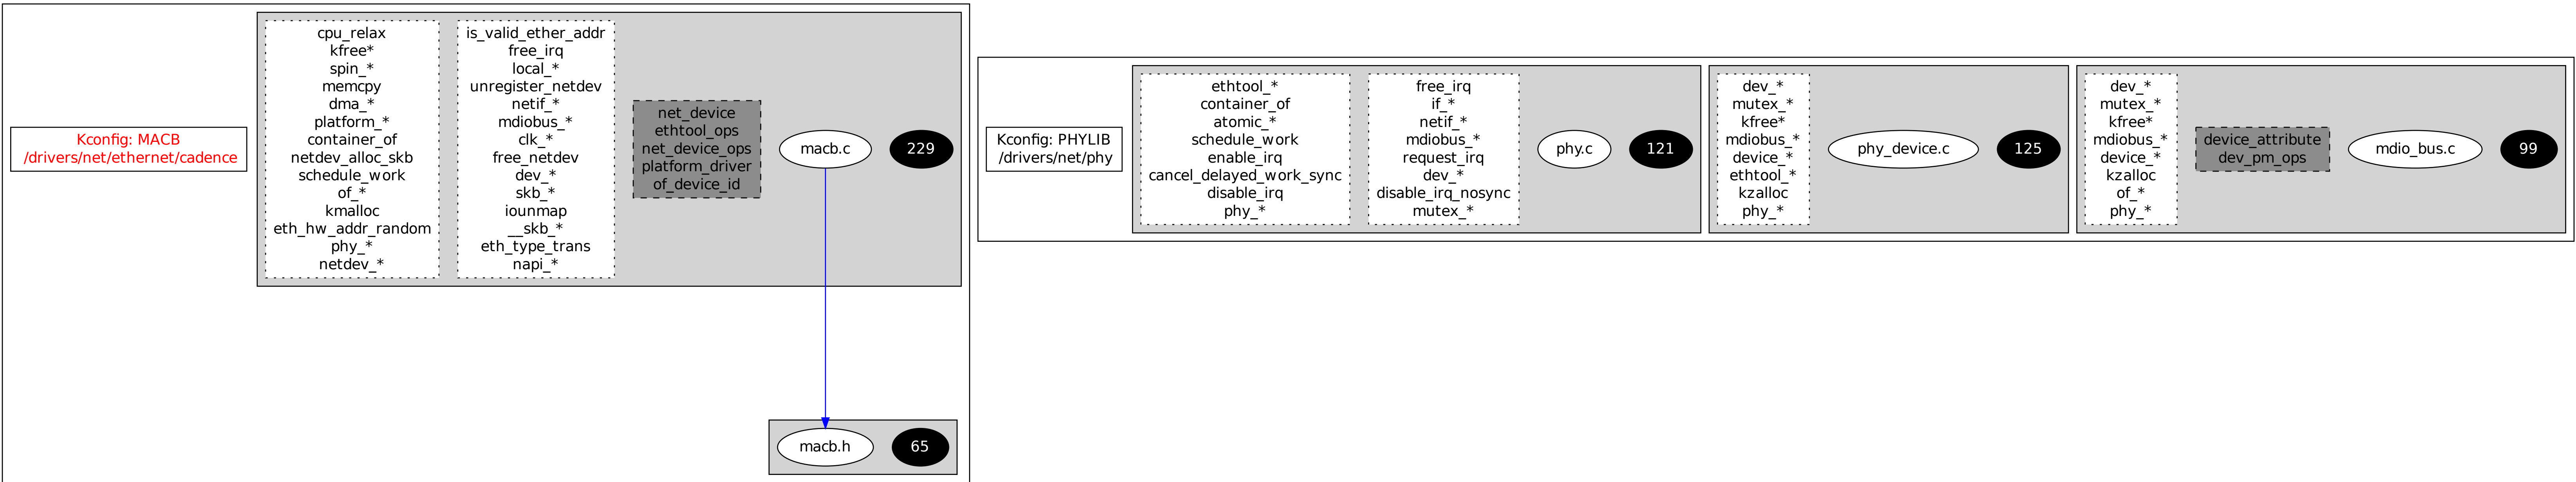 Kconfig: MACB
/drivers/net/ethernet/cadence
cpu_relax
kfree*
spin_*
memcpy
dma_*
platform_*
container_of
netdev_alloc_skb
schedule_work
of_*
kmalloc
eth_hw_addr_random
phy_*
netdev_*
is_valid_ether_addr
free_irq
local_*
unregister_netdev
netif_*
mdiobus_*
clk_*
free_netdev
dev_*
skb_*
iounmap
__skb_*
eth_type_trans
napi_*
net_device
ethtool_ops
net_device_ops
platform_driver
of_device_id
macb.c
229
macb.h
65
Kconfig: PHYLIB
/drivers/net/phy
ethtool_*
container_of
atomic_*
schedule_work
enable_irq
cancel_delayed_work_sync
disable_irq
phy_*
free_irq
if_*
netif_*
mdiobus_*
request_irq
dev_*
disable_irq_nosync
mutex_*
phy.c
121
dev_*
mutex_*
kfree*
mdiobus_*
device_*
ethtool_*
kzalloc
phy_*
phy_device.c
125
dev_*
mutex_*
kfree*
mdiobus_*
device_*
kzalloc
of_*
phy_*
device_attribute
dev_pm_ops
mdio_bus.c
99